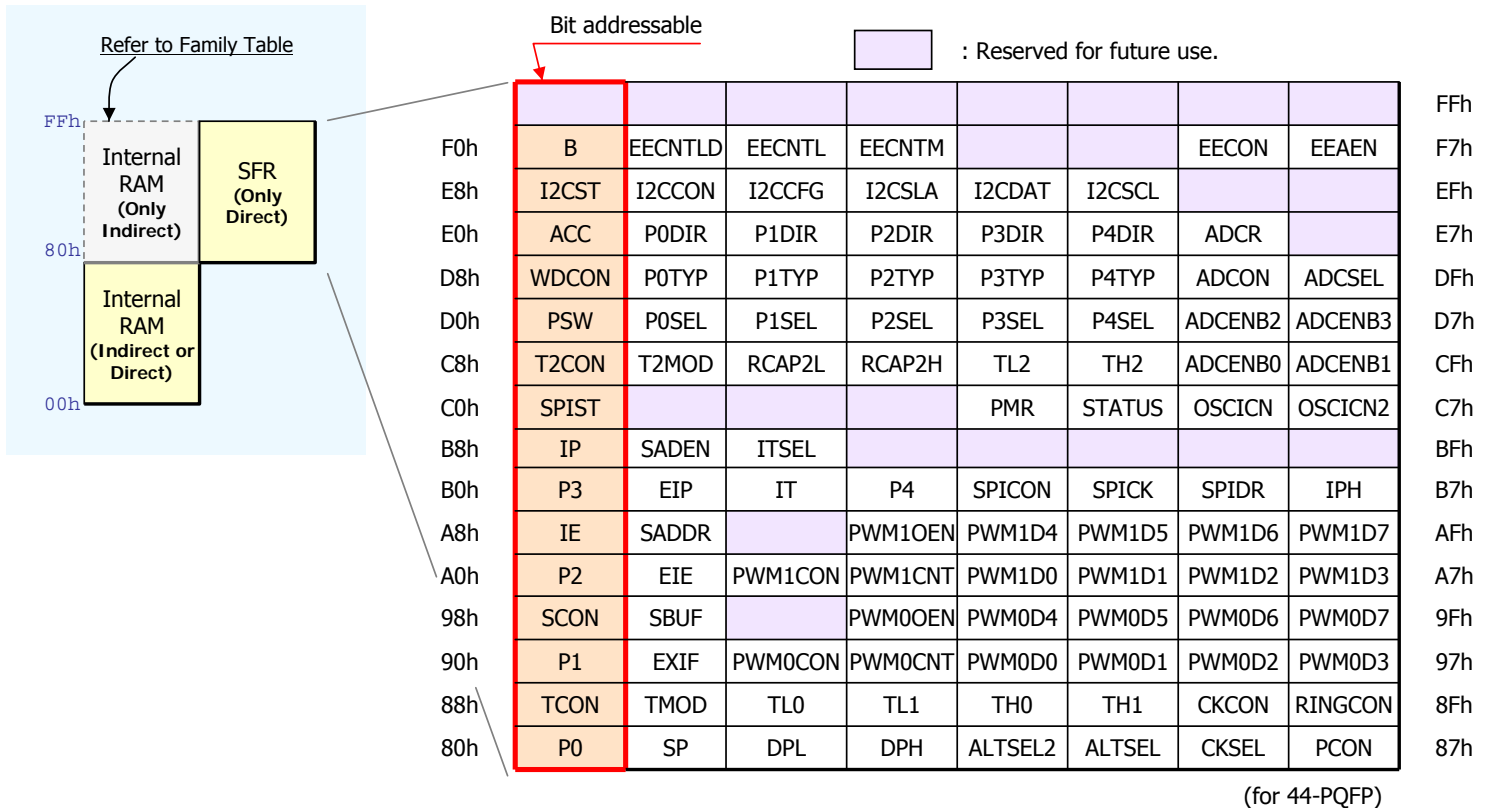 Refer to Family Table
FFh
80h
00h
Internal
RAM
(Only
Indirect)
SFR
(Only
Direct)
Internal
RAM
(Indirect or
Direct)
Bit addressable
: Reserved for future use.
FFh
F0h B EECNTLD EECNTL EECNTM EECON EEAEN F7h
E8h I2CST I2CCON I2CCFG I2CSLA I2CDAT I2CSCL EFh
E0h ACC P0DIR P1DIR P2DIR P3DIR P4DIR ADCR E7h
D8h WDCON P0TYP P1TYP P2TYP P3TYP P4TYP ADCON ADCSEL DFh
D0h PSW P0SEL P1SEL P2SEL P3SEL P4SEL ADCENB2 ADCENB3 D7h
C8h T2CON T2MOD RCAP2L RCAP2H TL2 TH2 ADCENB0 ADCENB1 CFh
C0h SPIST PMR STATUS OSCICN OSCICN2 C7h
B8h IP SADEN ITSEL BFh
B0h P3 EIP IT P4 SPICON SPICK SPIDR IPH B7h
A8h IE SADDR PWM1OEN PWM1D4 PWM1D5 PWM1D6 PWM1D7 AFh
A0h P2 EIE PWM1CON PWM1CNT PWM1D0 PWM1D1 PWM1D2 PWM1D3 A7h
98h SCON SBUF PWM0OEN PWM0D4 PWM0D5 PWM0D6 PWM0D7 9Fh
90h P1 EXIF PWM0CON PWM0CNT PWM0D0 PWM0D1 PWM0D2 PWM0D3 97h
88h TCON TMOD TL0 TL1 TH0 TH1 CKCON RINGCON 8Fh
80h P0 SP DPL DPH ALTSEL2 ALTSEL CKSEL PCON 87h
(for 44-PQFP)